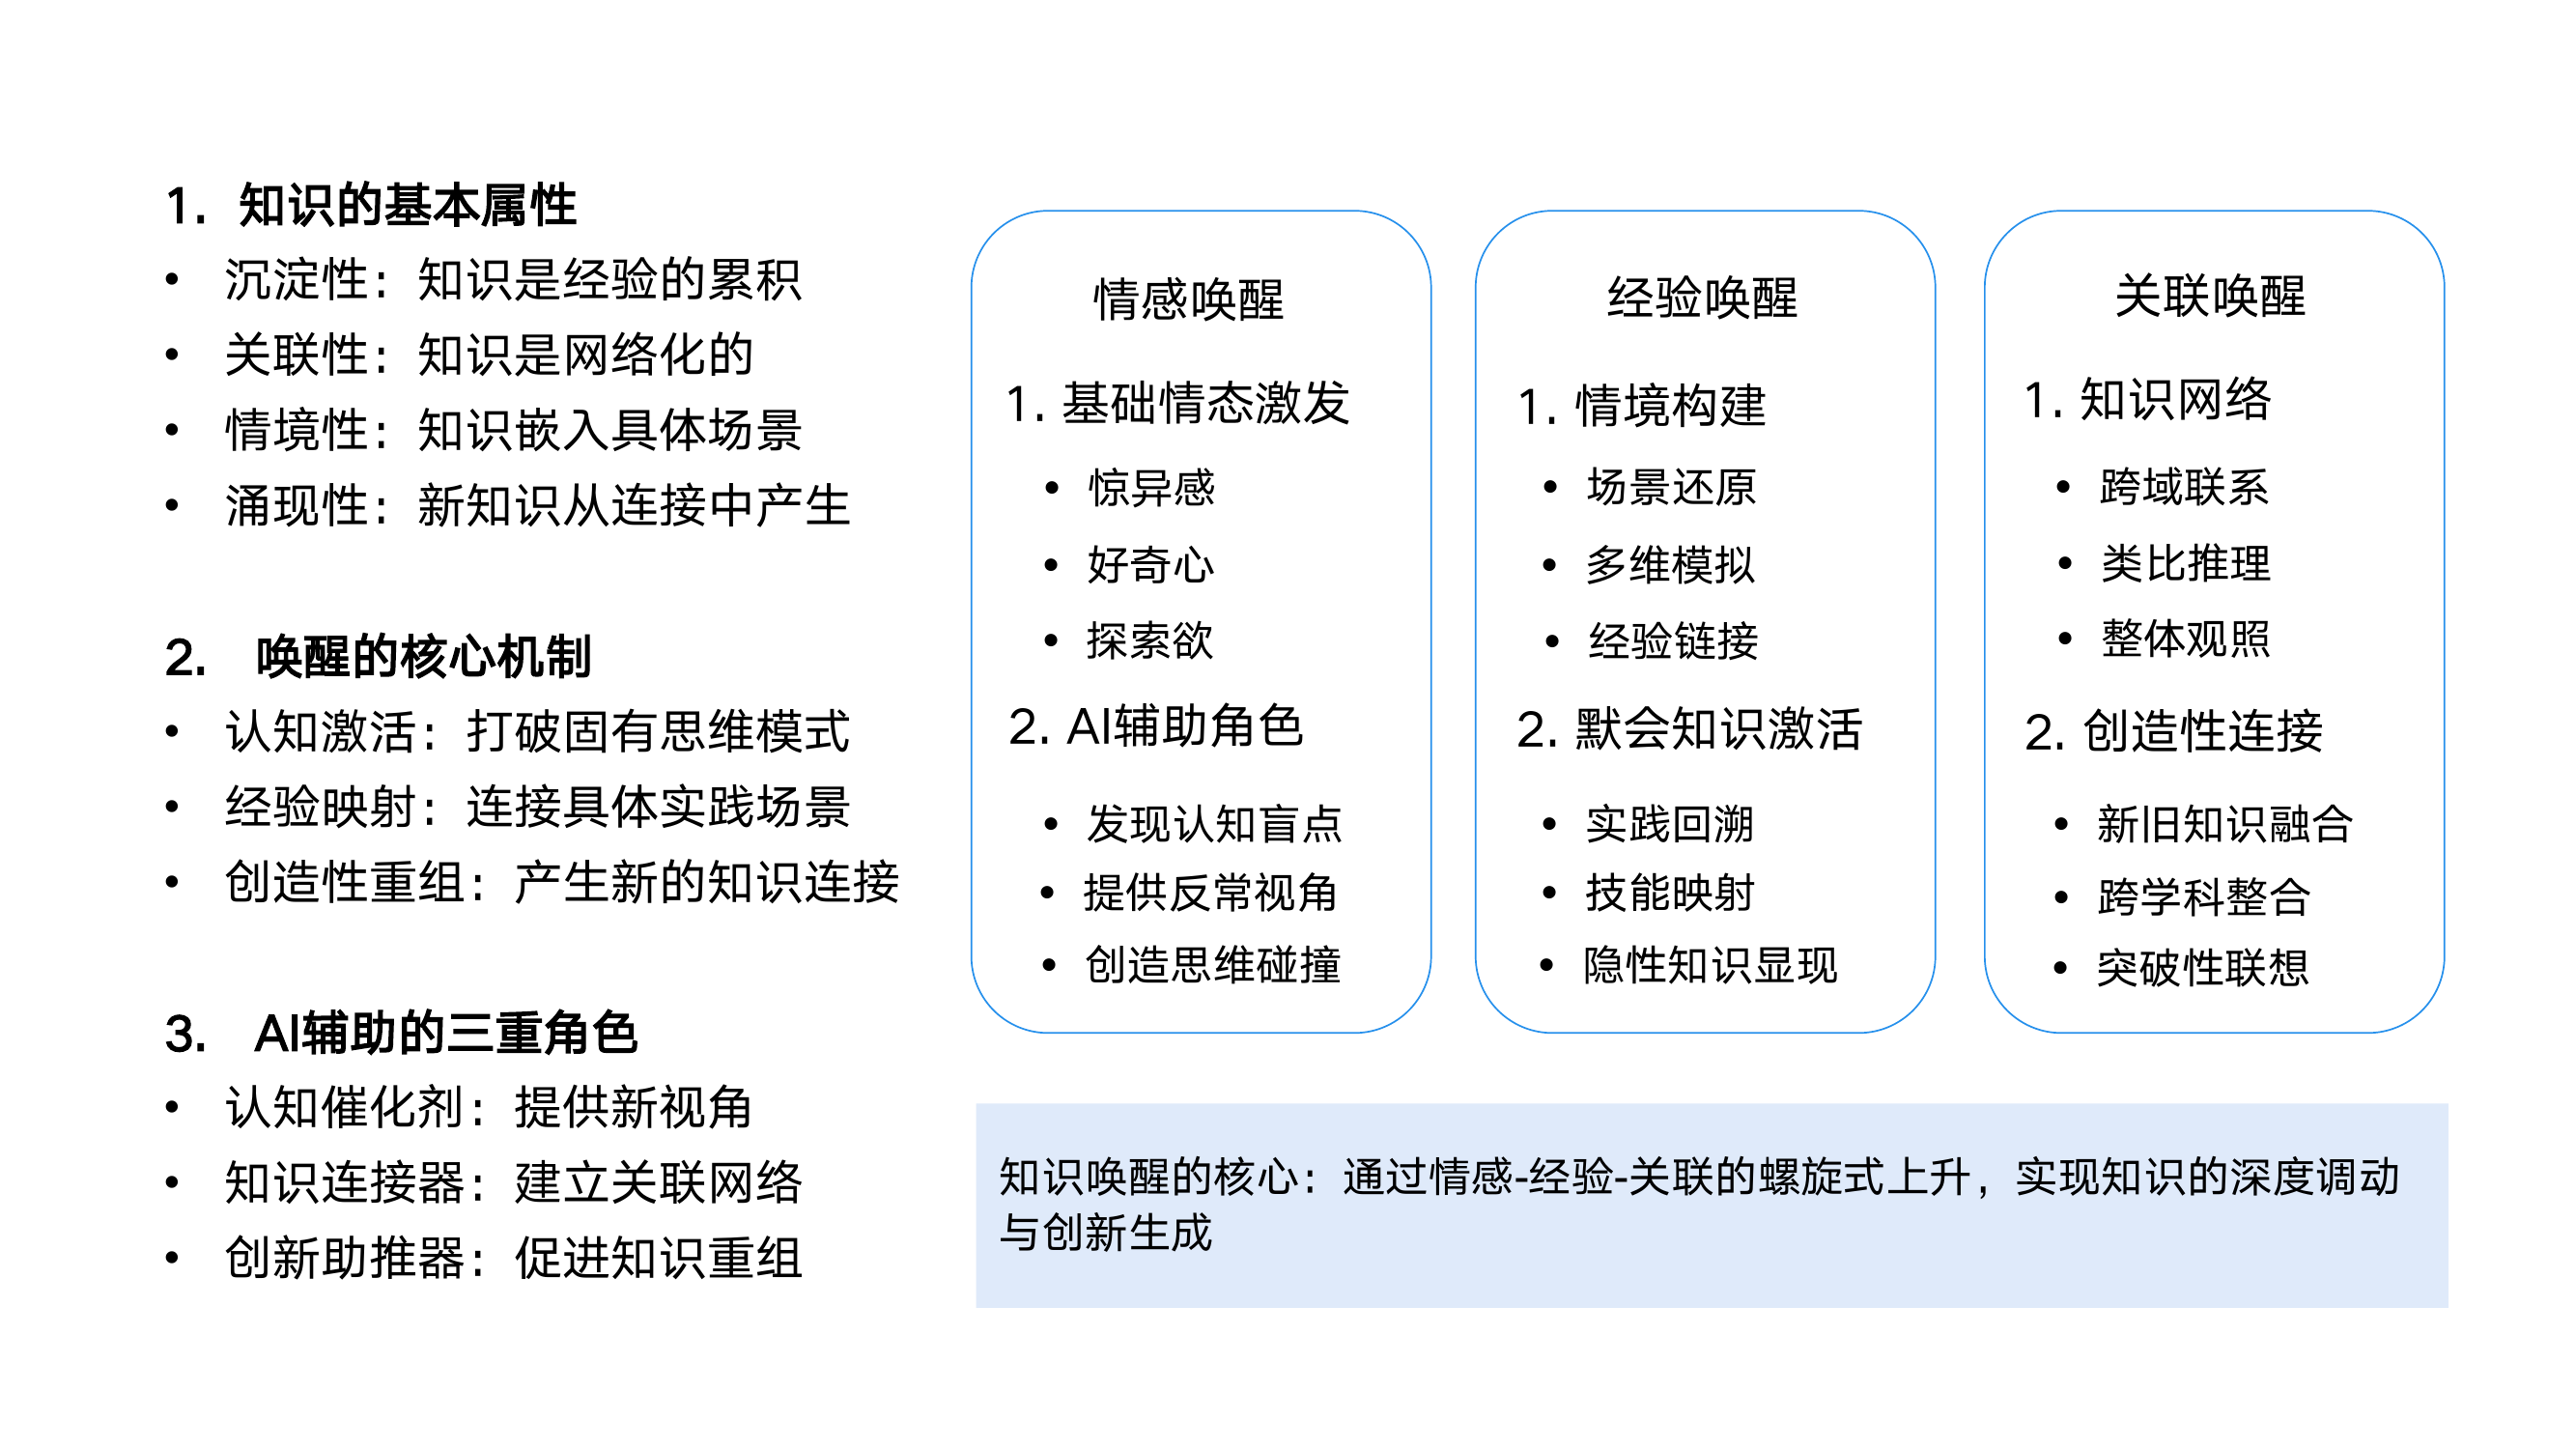 1. 知识的基本属性
• 沉淀性：知识是经验的累积
• 关联性：知识是网络化的
• 情境性：知识嵌入具体场景
• 涌现性：新知识从连接中产生
2. 唤醒的核心机制
• 认知激活：打破固有思维模式
• 经验映射：连接具体实践场景
• 创造性重组：产生新的知识连接
3. AI辅助的三重角色
• 认知催化剂：提供新视角
• 知识连接器：建立关联网络
• 创新助推器：促进知识重组
情感唤醒
1. 基础情态激发
• 惊异感
• 好奇心
• 探索欲
2. AI辅助角色
• 发现认知盲点
• 提供反常视角
• 创造思维碰撞
经验唤醒
1. 情境构建
• 场景还原
• 多维模拟
• 经验链接
2. 默会知识激活
• 实践回溯
• 技能映射
• 隐性知识显现
关联唤醒
1. 知识网络
• 跨域联系
• 类比推理
• 整体观照
2. 创造性连接
• 新旧知识融合
• 跨学科整合
• 突破性联想
知识唤醒的核心：通过情感-经验-关联的螺旋式上升，实现知识的深度调动
与创新生成